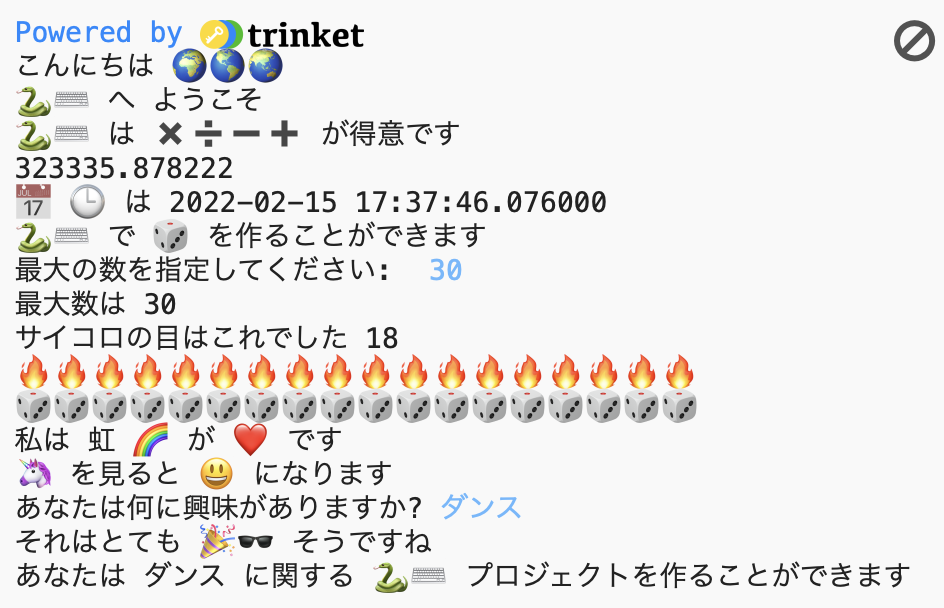 Powered by trinket
こんにちは 🌍🌎🌏
🐍⌨️ へ ようこそ
🐍⌨️ は ✖️➗➖➕ が得意です
323335.878222
📅 🕒 は 2022-02-15 17:37:46.076000
🐍⌨️ で 🎲 を作ることができます
最大の数を指定してください: 30
最大数は 30
サイコロの目はこれでした 18
🔥🔥🔥🔥🔥🔥🔥🔥🔥🔥🔥🔥🔥🔥🔥🔥🔥🔥
🎲🎲🎲🎲🎲🎲🎲🎲🎲🎲🎲🎲🎲🎲🎲🎲🎲🎲
私は 虹 🌈 が ❤️ です
🦄 を見ると 😃 になります
あなたは何に興味がありますか? ダンス
それはとても 🎉🕶️ そうですね
あなたは ダンス に関する 🐍⌨️ プロジェクトを作ることができます